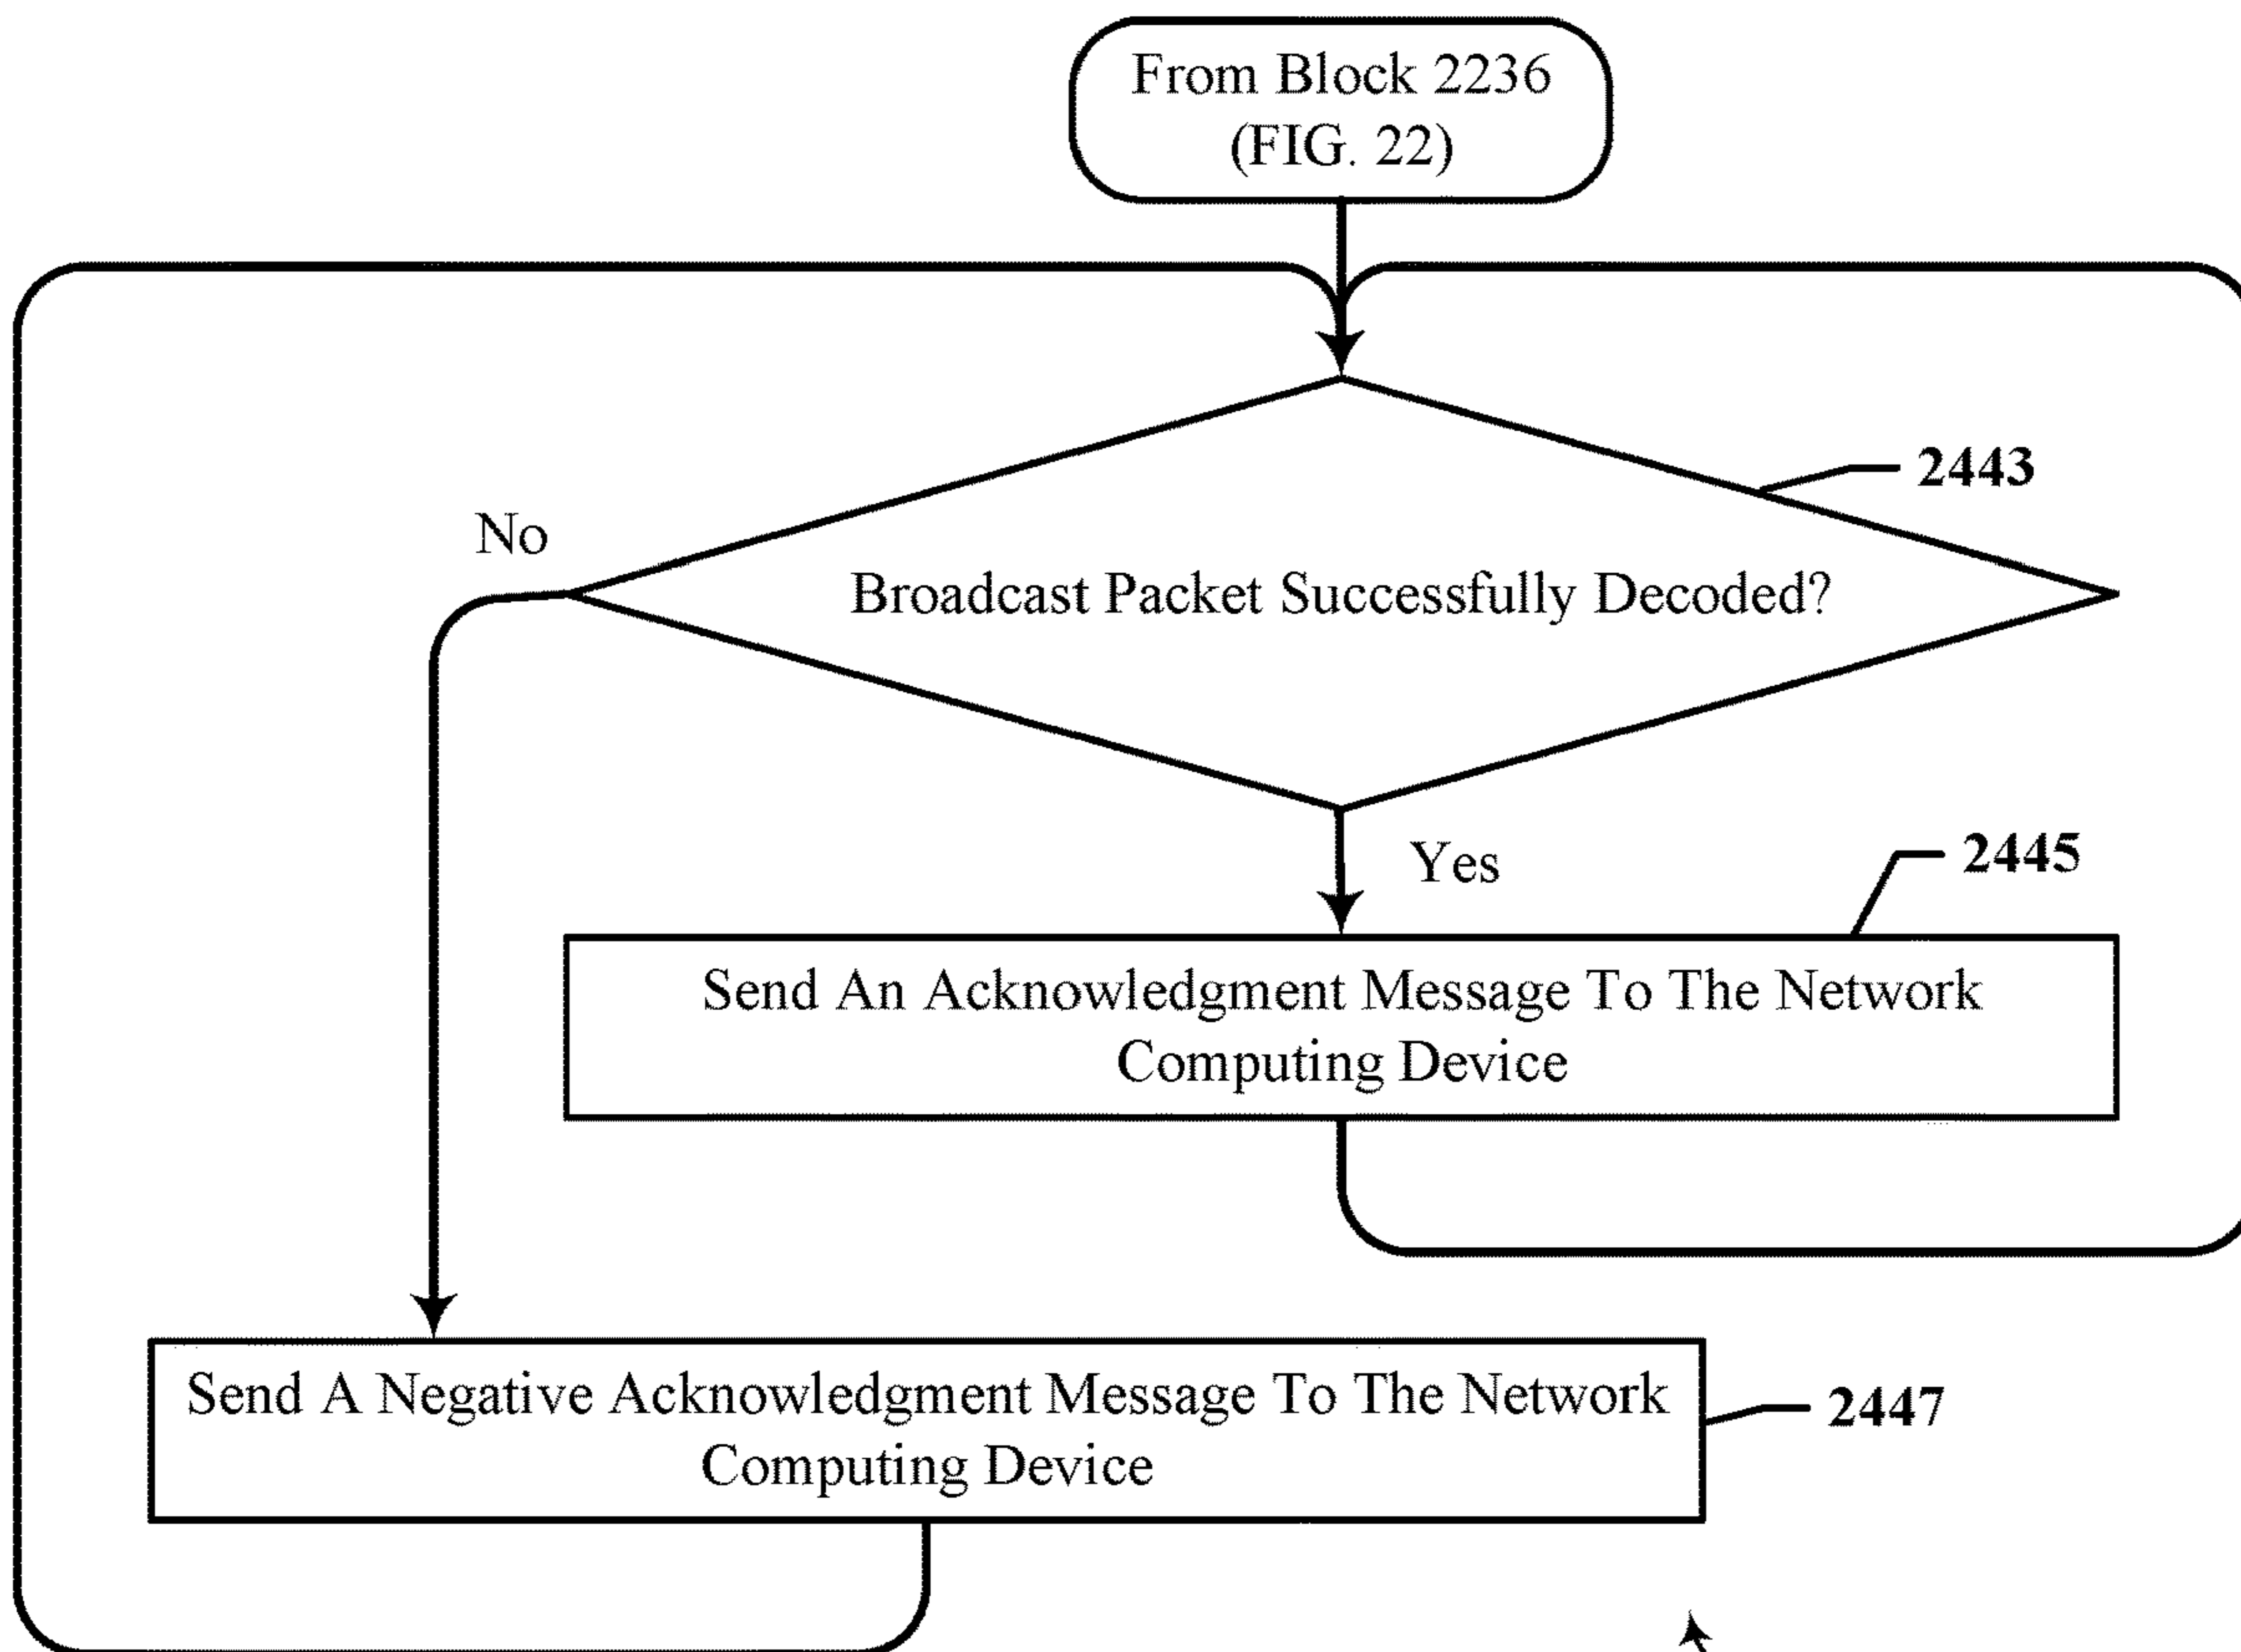 From Block 2236
(FIG. 22)
2443
No
Broadcast Packet Successfully Decoded?
2445
Yes
Send An Acknowledgment Message To The Network
Computing Device
Send A Negative Acknowledgment Message To The Network
Computing Device
2447